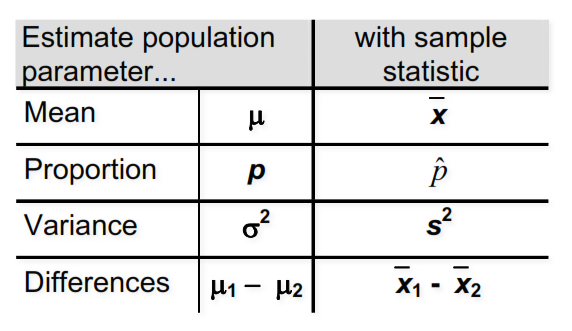 Estimate population parameter... with sample statistic
Mean μ x̅
Proportion p p̂
Variance σ² s²
Differences μ₁ − μ₂ x̅₁ - x̅₂